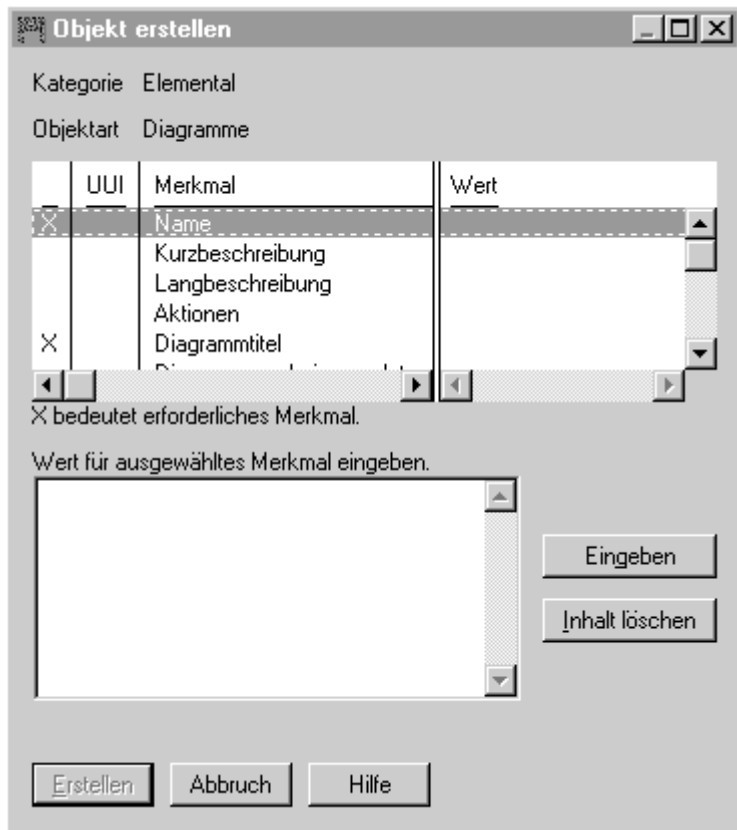 Objekt erstellen
Kategorie Elemental
Objektart Diagramme
UUI Merkmal Wert
X Name
Kurzbeschreibung
Langbeschreibung
Aktionen
X Diagrammtitel
X bedeutet erforderliches Merkmal.
Wert für ausgewähltes Merkmal eingeben.
Eingeben
Inhalt löschen
Erstellen Abbruch Hilfe